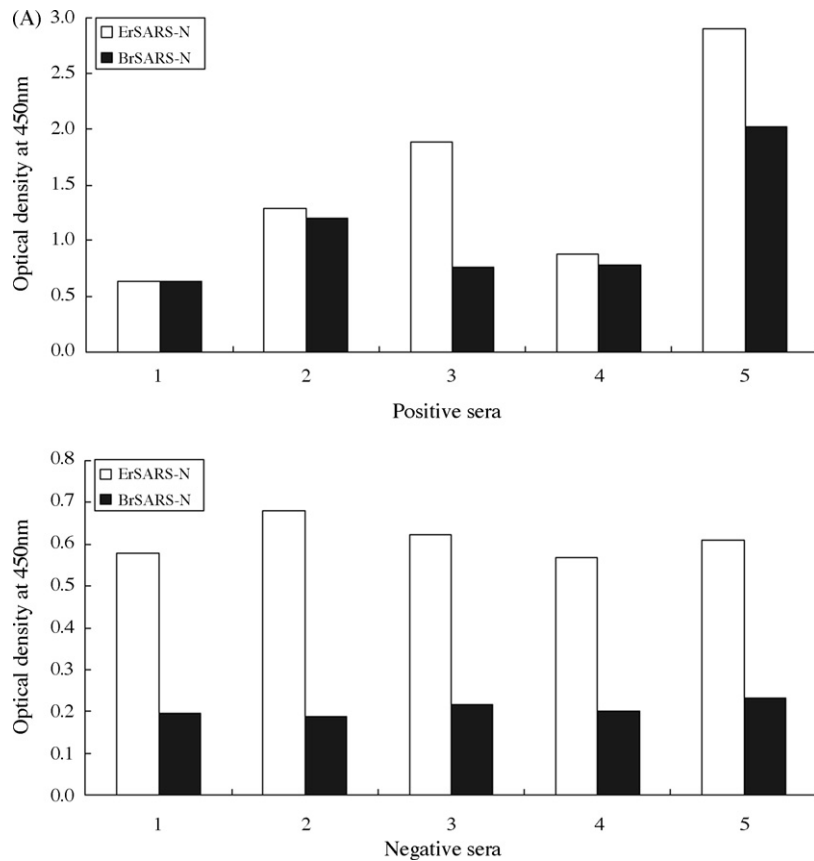 (A)
ErSARS-N
BrSARS-N
Optical density at 450nm
3.0
2.5
2.0
1.5
1.0
0.5
0.0
1 2 3 4 5
Positive sera
ErSARS-N
BrSARS-N
Optical density at 450nm
0.8
0.7
0.6
0.5
0.4
0.3
0.2
0.1
0.0
1 2 3 4 5
Negative sera